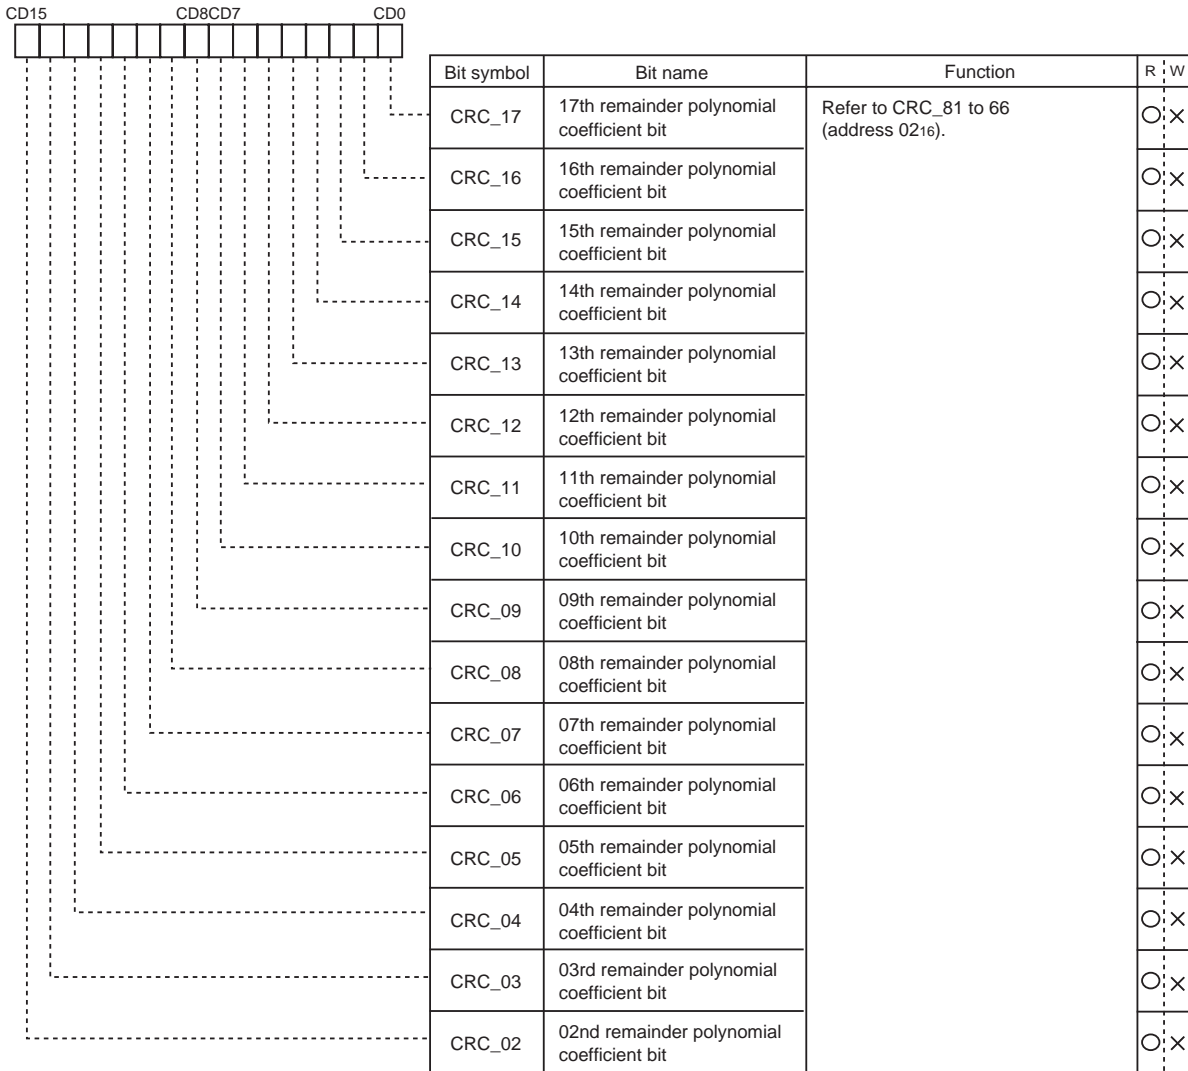 CD15 CD8CD7 CD0
Bit symbol Bit name Function R W
CRC_17 17th remainder polynomial coefficient bit Refer to CRC_81 to 66 (address 0216).
CRC_16 16th remainder polynomial coefficient bit
CRC_15 15th remainder polynomial coefficient bit
CRC_14 14th remainder polynomial coefficient bit
CRC_13 13th remainder polynomial coefficient bit
CRC_12 12th remainder polynomial coefficient bit
CRC_11 11th remainder polynomial coefficient bit
CRC_10 10th remainder polynomial coefficient bit
CRC_09 09th remainder polynomial coefficient bit
CRC_08 08th remainder polynomial coefficient bit
CRC_07 07th remainder polynomial coefficient bit
CRC_06 06th remainder polynomial coefficient bit
CRC_05 05th remainder polynomial coefficient bit
CRC_04 04th remainder polynomial coefficient bit
CRC_03 03rd remainder polynomial coefficient bit
CRC_02 02nd remainder polynomial coefficient bit